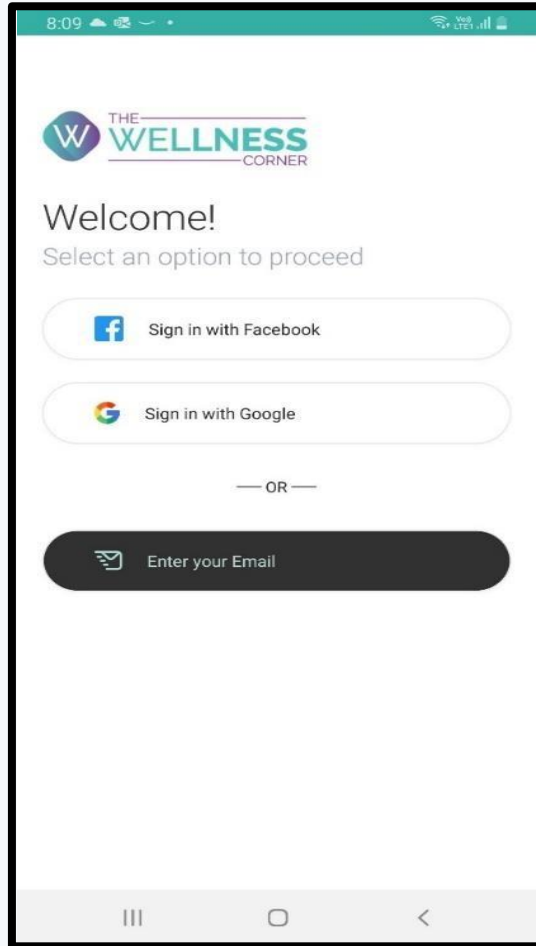 8:09
VoLTE1
W
THE
WELLNESS
CORNER
Welcome!
Select an option to proceed
Sign in with Facebook
Sign in with Google
OR
Enter your Email